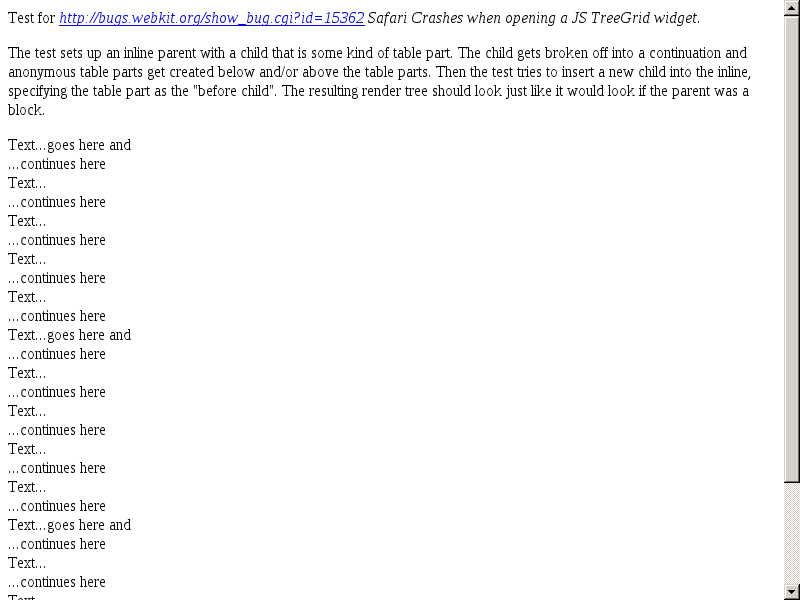 Test for http://bugs.webkit.org/show_bug.cgi?id=15362 Safari Crashes when opening a JS TreeGrid widget.
The test sets up an inline parent with a child that is some kind of table part. The child gets broken off into a continuation and
anonymous table parts get created below and/or above the table parts. Then the test tries to insert a new child into the inline,
specifying the table part as the "before child". The resulting render tree should look just like it would look if the parent was a
block.
Text...goes here and
...continues here
Text...
...continues here
Text...
...continues here
Text...
...continues here
Text...
...continues here
Text...goes here and
...continues here
Text...
...continues here
Text...
...continues here
Text...
...continues here
Text...
...continues here
Text...goes here and
...continues here
Text...
...continues here
Text...